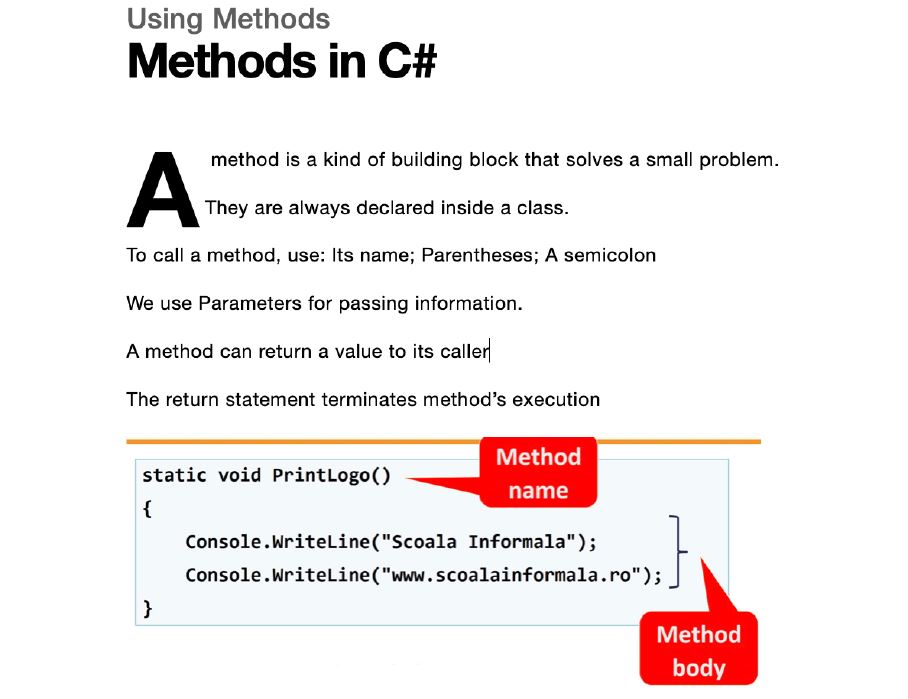 Using Methods
Methods in C#
A method is a kind of building block that solves a small problem.
They are always declared inside a class.
To call a method, use: Its name; Parentheses; A semicolon
We use Parameters for passing information.
A method can return a value to its caller
The return statement terminates method’s execution
static void PrintLogo()
Method
name
{
Console.WriteLine("Scoala Informala");
Console.WriteLine("www.scoalainformala.ro");
}
Method
body